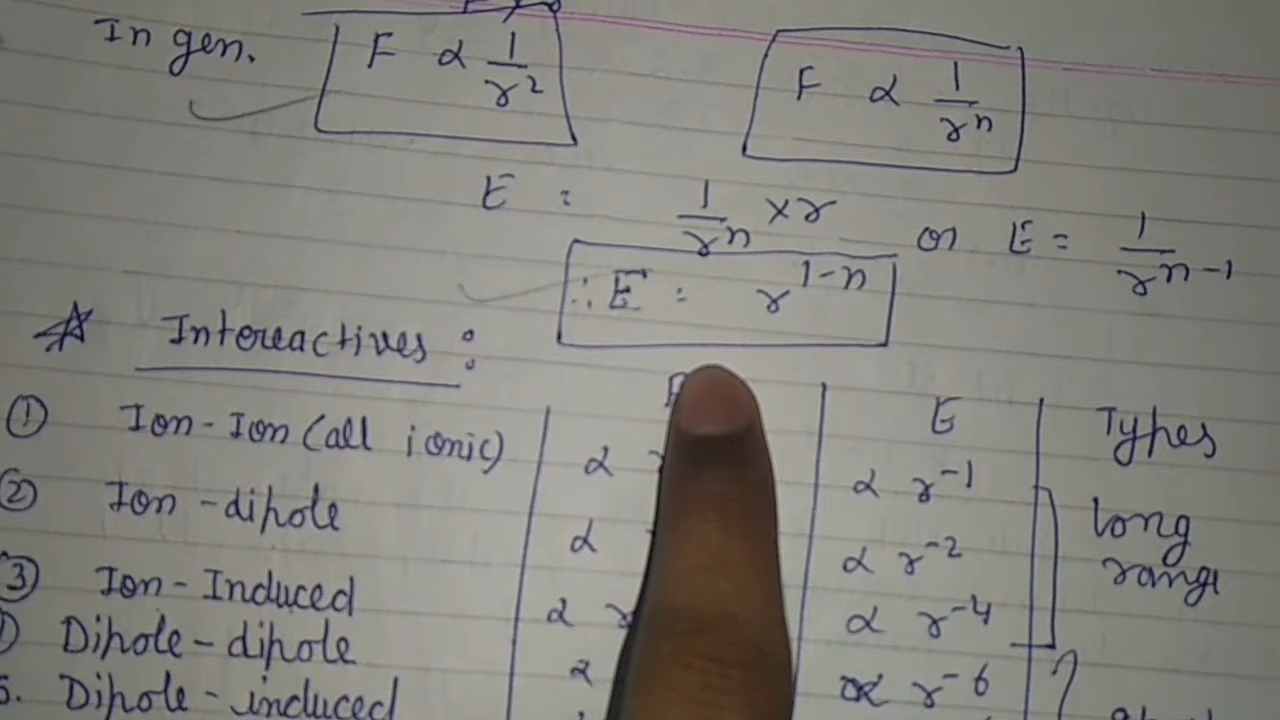 In gen. F α 1/r² F α 1/rⁿ
E = 1/rⁿ × r or E = 1/rⁿ⁻¹
∴ E = r¹⁻ⁿ
☆ Intereactives :
E Types
① Ion - Ion (all ionic) α α r⁻¹
② Ion - dipole α α r⁻² long
③ Ion - Induced α r α r⁻⁴ range
Dipole - dipole α α r⁻⁶
5. Dipole - induced